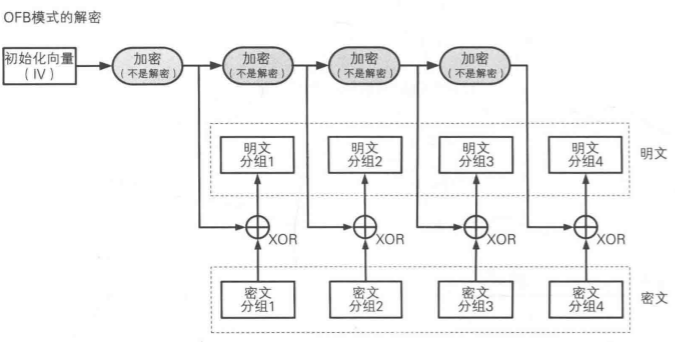 OFB模式的解密
初始化向量
（IV）
加密
（不是解密）
加密
（不是解密）
加密
（不是解密）
加密
（不是解密）
明文
分组1
明文
分组2
明文
分组3
明文
分组4
明文
XOR
XOR
XOR
XOR
密文
分组1
密文
分组2
密文
分组3
密文
分组4
密文